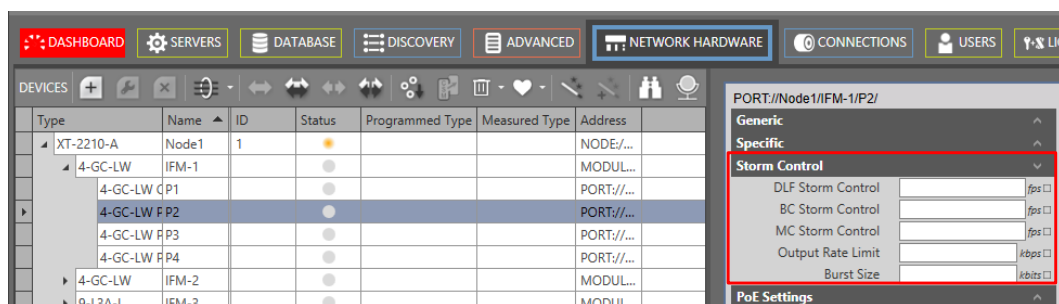 DASHBOARD SERVERS DATABASE DISCOVERY ADVANCED NETWORK HARDWARE CONNECTIONS USERS LI
DEVICES
PORT://Node1/IFM-1/P2/
Type Name ID Status Programmed Type Measured Type Address
Generic
XT-2210-A Node1 1 NODE:/...
Specific
4-GC-LW IFM-1 MODUL...
Storm Control
4-GC-LW P1 PORT://...
DLF Storm Control fps
4-GC-LW P P2 PORT://...
BC Storm Control fps
4-GC-LW P P3 PORT://...
MC Storm Control fps
4-GC-LW P P4 PORT://...
Output Rate Limit kbps
4-GC-LW IFM-2 MODUL...
Burst Size kbits
9-L3A-L IFM-3 MODUL
PoE Settings